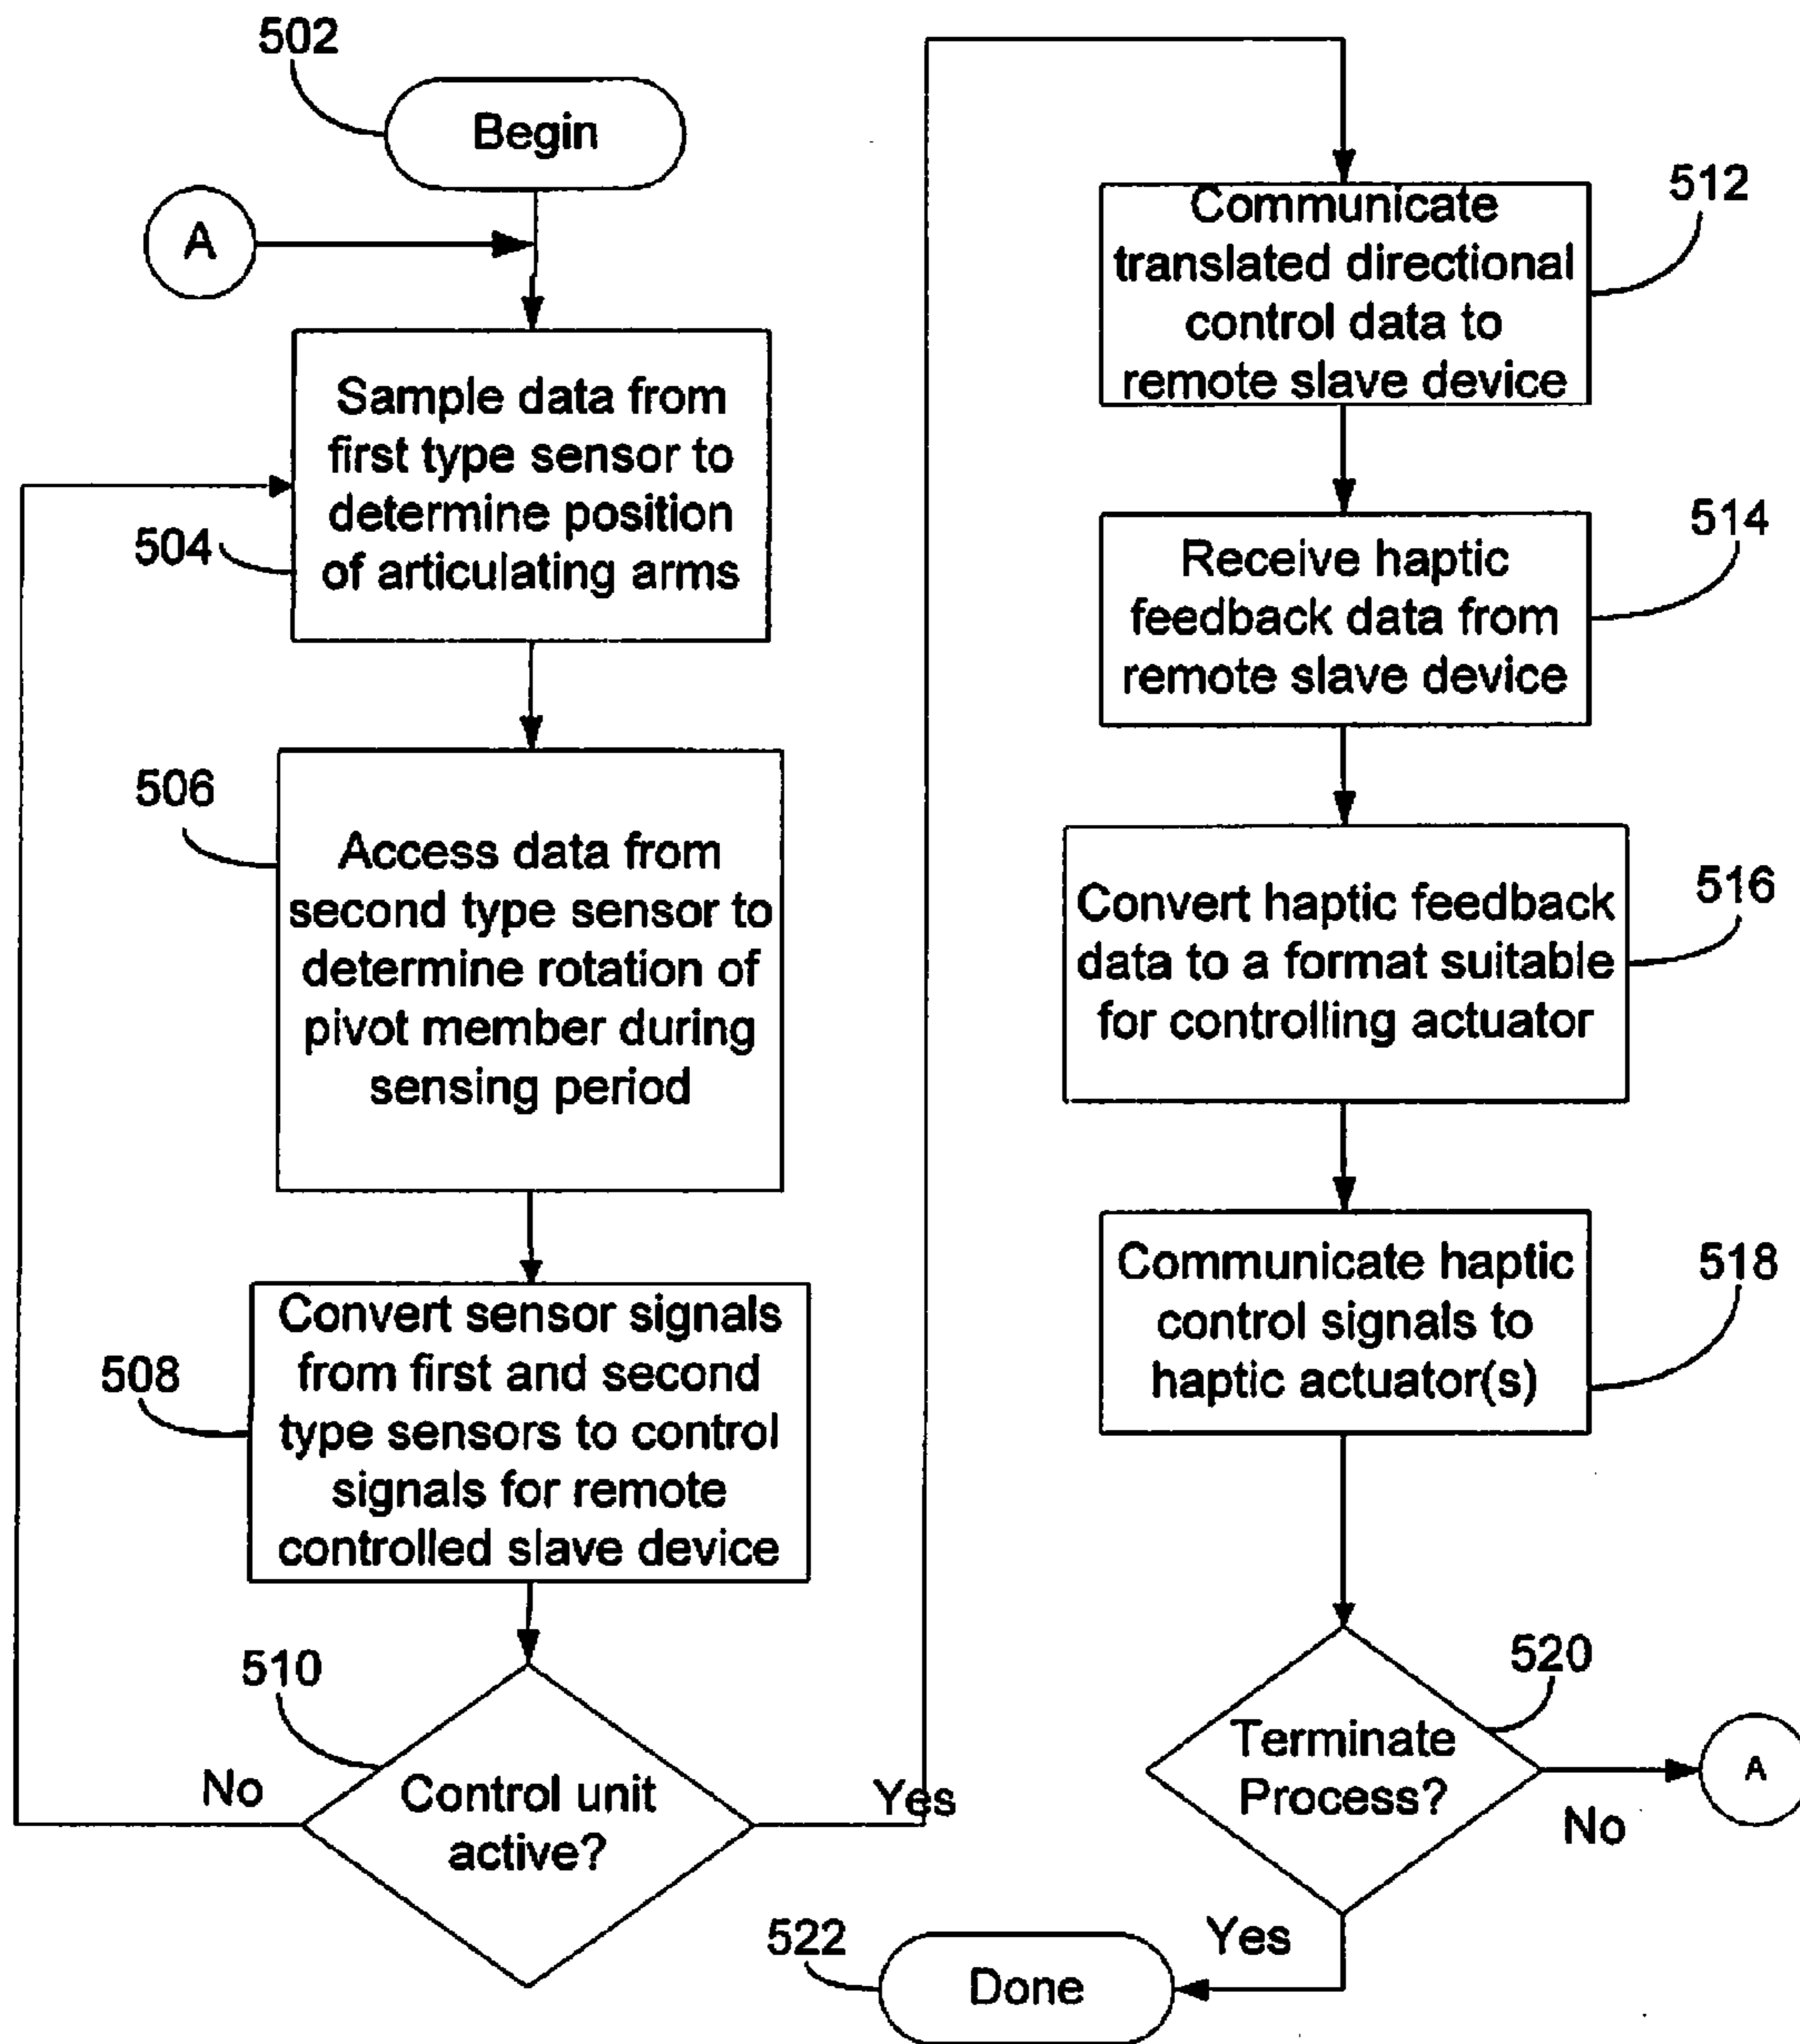 502
Begin
A
Sample data from
first type sensor to
determine position
of articulating arms
504
506
Access data from
second type sensor to
determine rotation of
pivot member during
sensing period
508
Convert sensor signals
from first and second
type sensors to control
signals for remote
controlled slave device
510
Control unit
active?
No
Yes
512
Communicate
translated directional
control data to
remote slave device
514
Receive haptic
feedback data from
remote slave device
516
Convert haptic feedback
data to a format suitable
for controlling actuator
518
Communicate haptic
control signals to
haptic actuator(s)
520
Terminate
Process?
No
A
Yes
522
Done